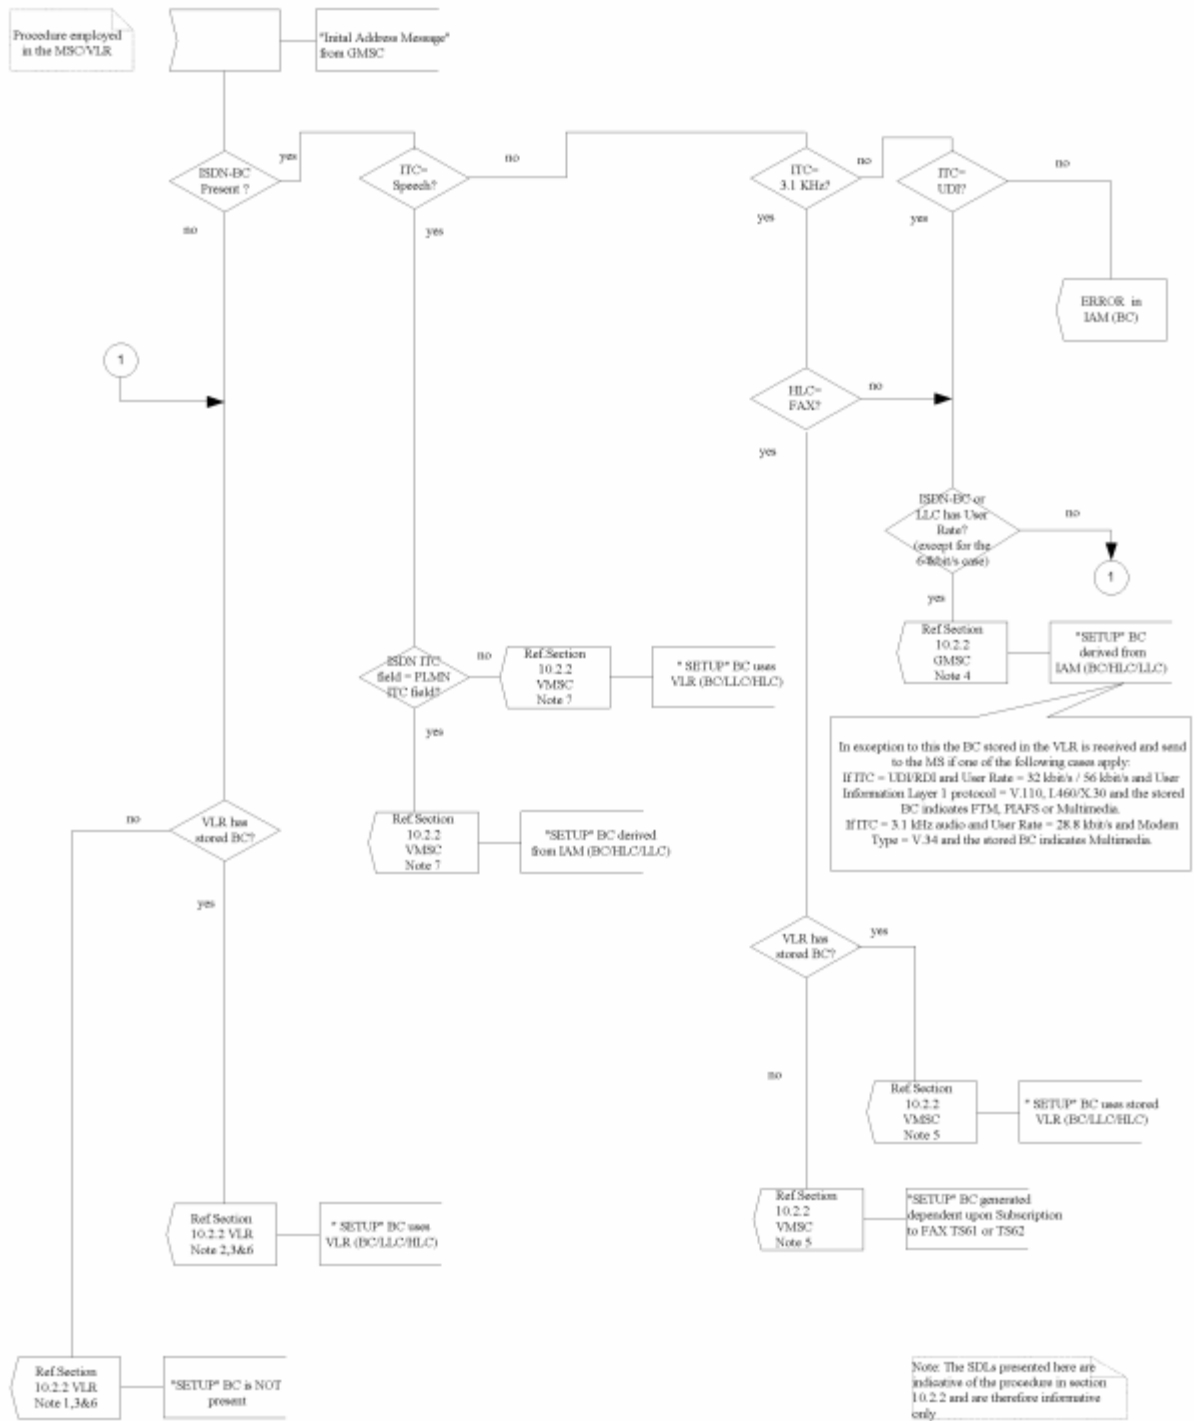 Procedure employed
in the MSC/VLR
"Inital Address Message"
from GMSC
ISDN-BC
Present ?
yes
no
ITC=
Speech?
no
yes
ITC=
3.1 KHz?
no
yes
ITC=
UDI?
no
yes
ERROR in
IAM (BC)
1
HLC=
FAX?
no
yes
ISDN-BC or
LLC has User
Rate?
(except for the
64kbit/s case)
no
1
yes
Ref.Section
10.2.2
GMSC
Note 4
"SETUP" BC
derived from
IAM (BC/HLC/LLC)
ISDN ITC
field = PLMN
ITC field?
no
Ref.Section
10.2.2
VMSC
Note 7
" SETUP" BC uses
VLR (BC/LLC/HLC)
yes
Ref.Section
10.2.2
VMSC
Note 7
"SETUP" BC derived
from IAM (BC/HLC/LLC)
In exception to this the BC stored in the VLR is received and send
to the MS if one of the following cases apply:
If ITC = UDI/RDI and User Rate = 32 kbit/s / 56 kbit/s and User
Information Layer 1 protocol = V.110, I.460/X.30 and the stored
BC indicates FTM, PIAFS or Multimedia.
If ITC = 3.1 kHz audio and User Rate = 28.8 kbit/s and Modem
Type = V.34 and the stored BC indicates Multimedia.
VLR has
stored BC?
no
yes
VLR has
stored BC?
yes
no
Ref.Section
10.2.2
VMSC
Note 5
" SETUP" BC uses stored
VLR (BC/LLC/HLC)
Ref.Section
10.2.2 VLR
Note 2,3&6
" SETUP" BC uses
VLR (BC/LLC/HLC)
Ref.Section
10.2.2
VMSC
Note 5
"SETUP" BC generated
dependent upon Subscription
to FAX TS61 or TS62
Ref.Section
10.2.2 VLR
Note 1,3&6
"SETUP" BC is NOT
present
Note: The SDLs presented here are
indicative of the procedure in section
10.2.2 and are therefore informative
only